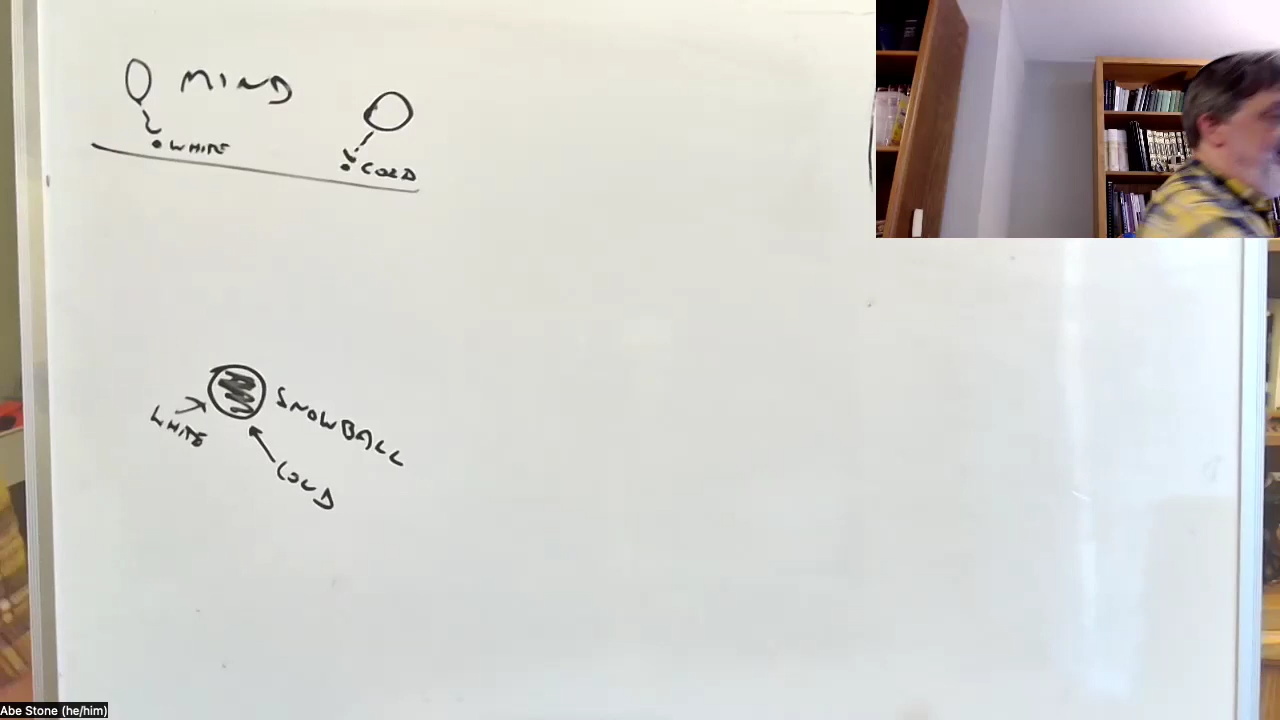 MIND
WHITE
COLD
SNOWBALL
WHITE
COLD
Abe Stone (he/him)